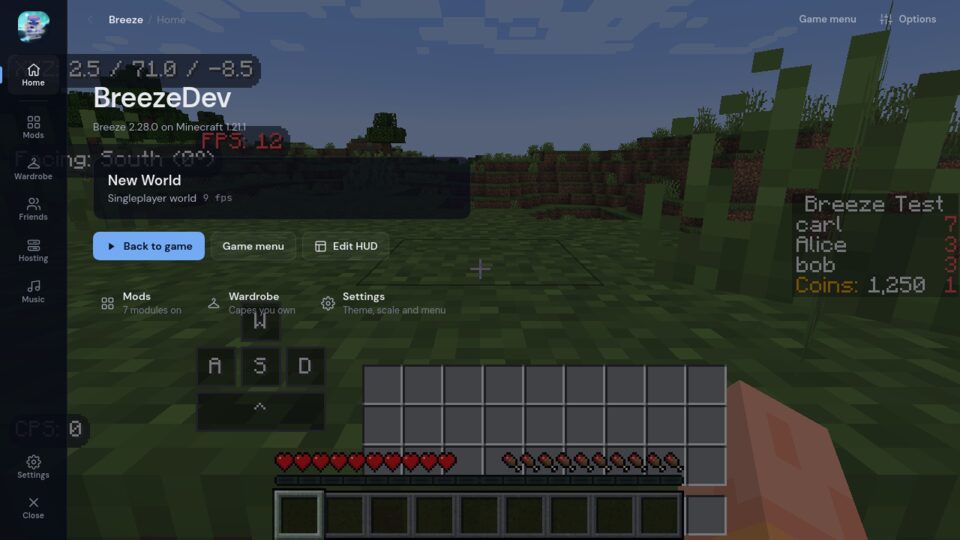 Breeze / Home
Game menu
Options
Home
XYZ: 2.5 / 71.0 / -8.5
BreezeDev
Breeze 2.28.0 on Minecraft 1.21.1
FPS: 12
Mods
Facing: South (0°)
Wardrobe
New World
Singleplayer world 9 fps
Friends
Breeze Test
carl 7
Alice 3
bob 3
Coins: 1,250 1
Hosting
Back to game
Game menu
Edit HUD
Music
Mods
7 modules on
Wardrobe
Capes you own
Settings
Theme, scale and menu
W
A S D
^
CPS: 0
Settings
Close